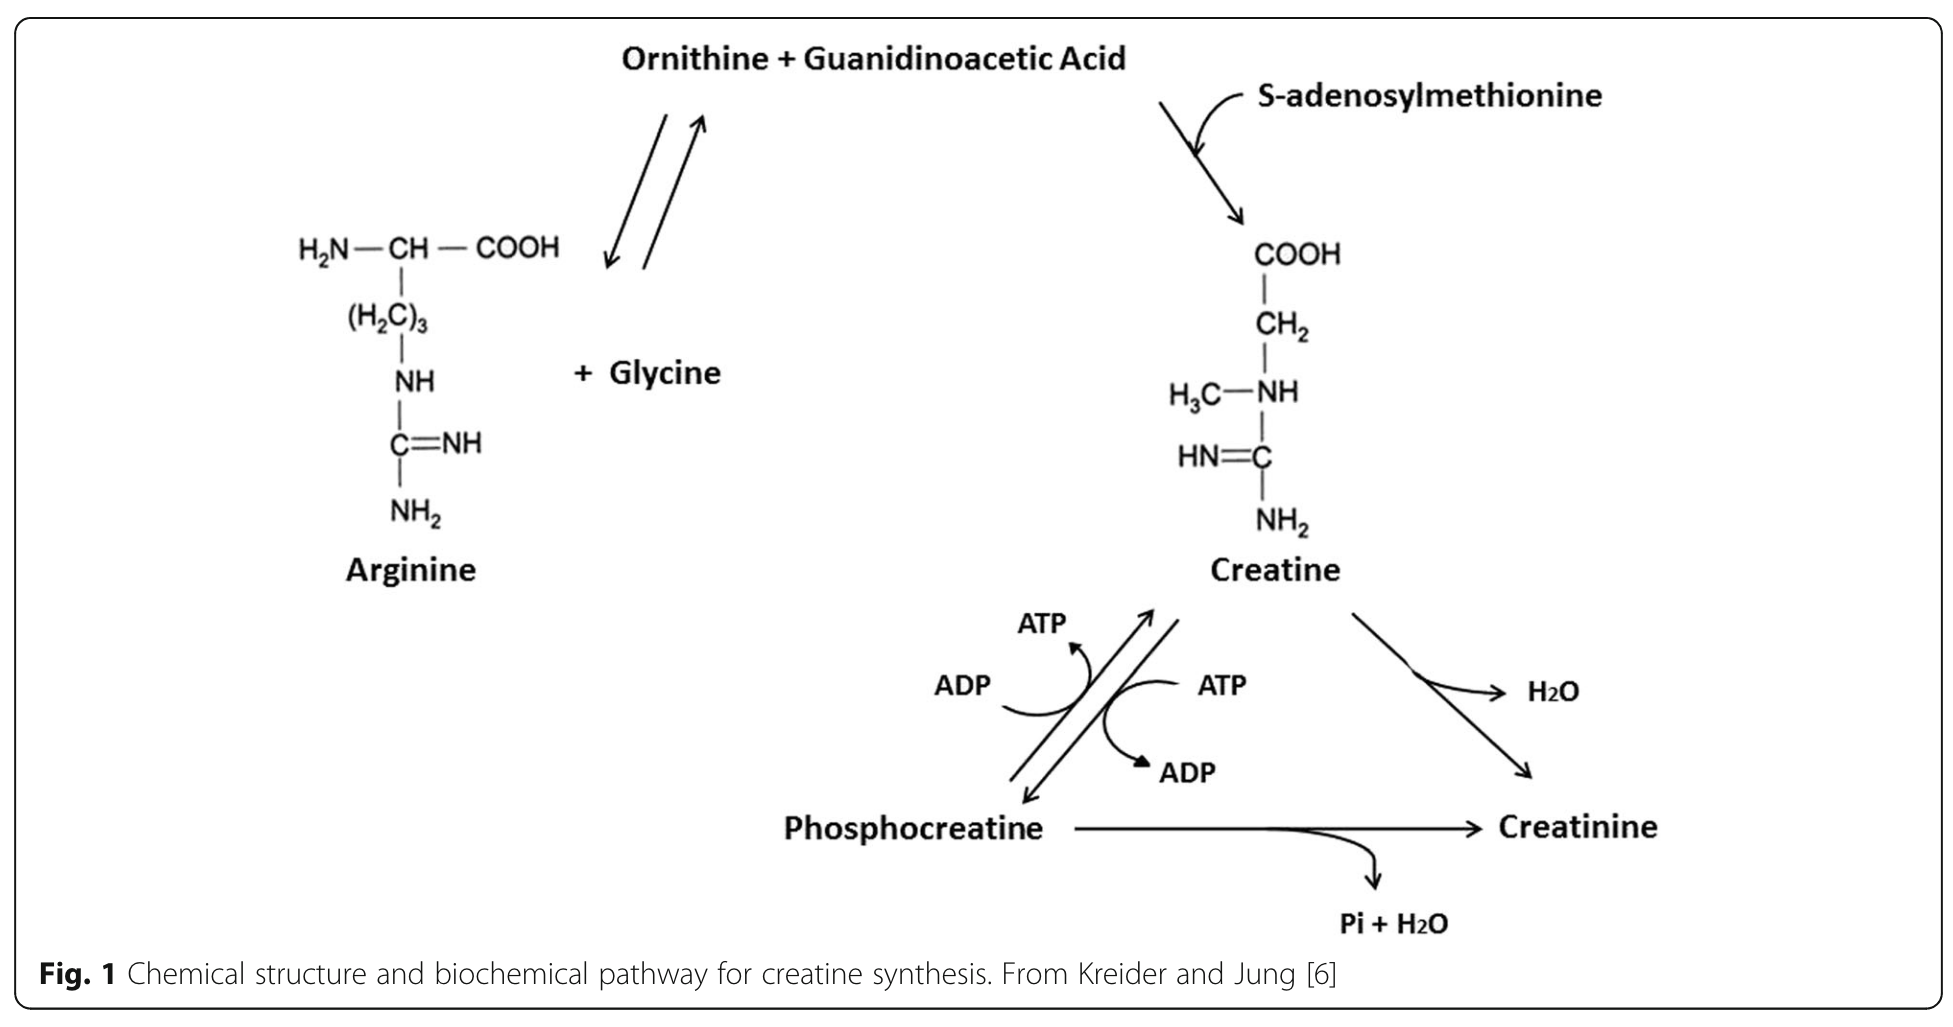 Ornithine + Guanidinoacetic Acid
S-adenosylmethionine
H₂N—CH—COOH
(H₂C)₃
NH
C=NH
NH₂
Arginine
+ Glycine
COOH
CH₂
H₃C—NH
HN=C
NH₂
Creatine
ATP
ADP
ATP
ADP
H₂O
Phosphocreatine
Creatinine
Pi + H₂O
Fig. 1 Chemical structure and biochemical pathway for creatine synthesis. From Kreider and Jung [6]